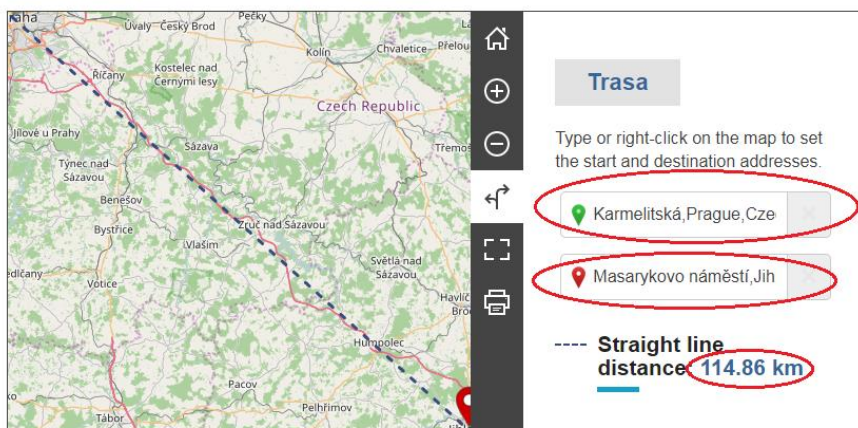 Pečky
Úvaly
Český Brod
Přelou
Kolín
Chvaletice
Říčany
Kostelec nad
Černými lesy
Czech Republic
Jílové u Prahy
Sázava
Týnec nad
Sázavou
Benešov
Bystřice
Zruč nad Sázavou
Vlašim
Světlá nad
Sázavou
Votice
Humpolec
Pacov
Pelhřimov
Tábor
Trasa
Type or right-click on the map to set
the start and destination addresses.
Karmelitská,Prague,Cze
Masarykovo náměstí,Jih
Straight line
distance 114.86 km